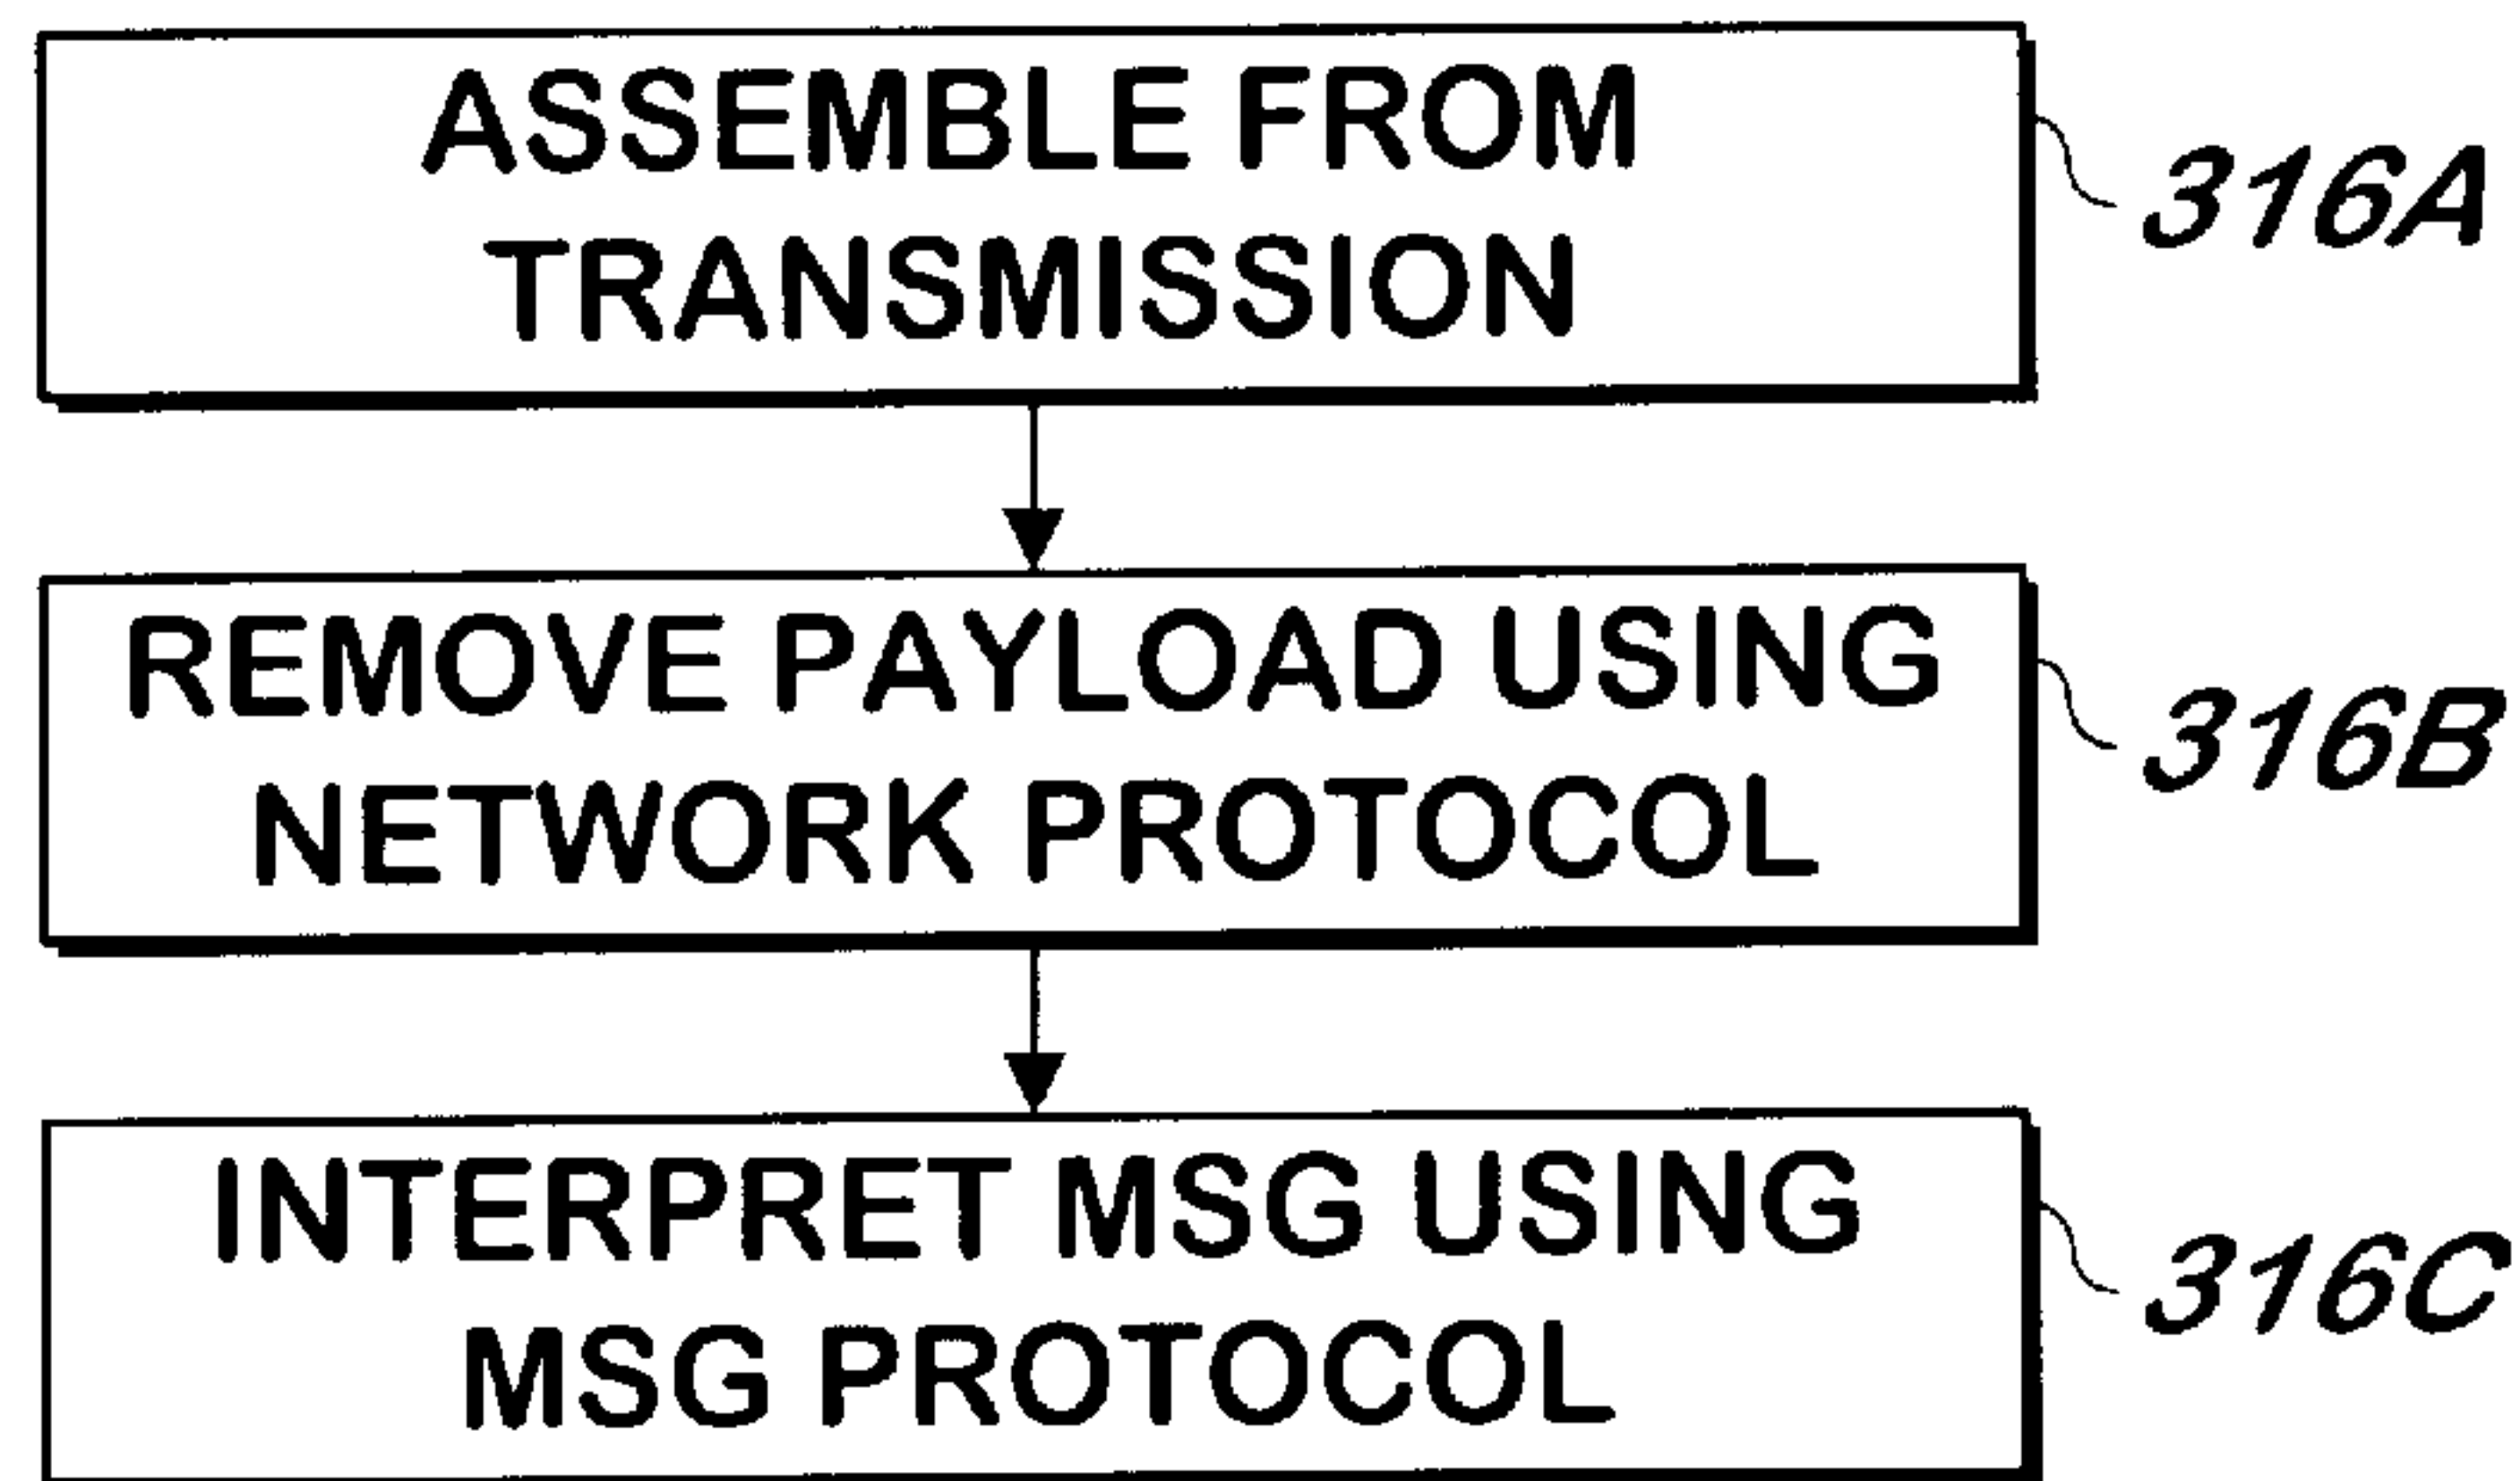 ASSEMBLE FROM
TRANSMISSION
316A
REMOVE PAYLOAD USING
NETWORK PROTOCOL
316B
INTERPRET MSG USING
MSG PROTOCOL
316C